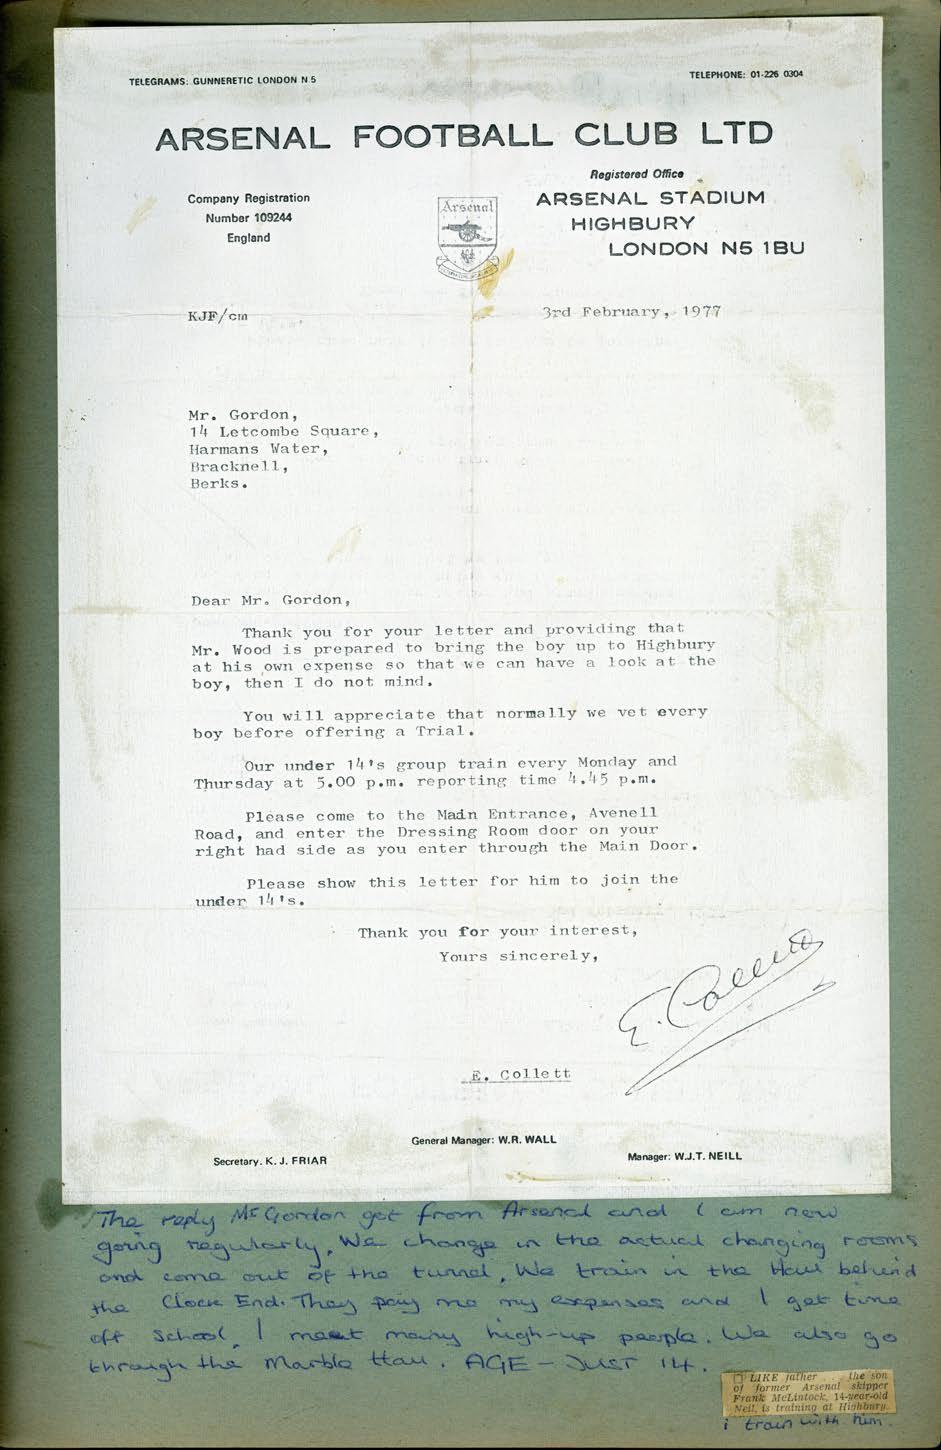 TELEGRAMS: GUNNERETIC LONDON N.5
TELEPHONE: 01-226 0304
ARSENAL FOOTBALL CLUB LTD
Registered Office
Company Registration
Number 109244
England
Arsenal
ARSENAL STADIUM
HIGHBURY
LONDON N5 1BU
KJF/cm
3rd February, 1977
Mr. Gordon,
14 Letcombe Square,
Harmans Water,
Bracknell,
Berks.
Dear Mr. Gordon,
Thank you for your letter and providing that
Mr. Wood is prepared to bring the boy up to Highbury
at his own expense so that we can have a look at the
boy, then I do not mind.
You will appreciate that normally we vet every
boy before offering a Trial.
Our under 14's group train every Monday and
Thursday at 5.00 p.m. reporting time 4.45 p.m.
Please come to the Main Entrance, Avenell
Road, and enter the Dressing Room door on your
right had side as you enter through the Main Door.
Please show this letter for him to join the
under 14's.
Thank you for your interest,
Yours sincerely,
E. Collett
E. Collett
General Manager: W.R. WALL
Secretary. K. J. FRIAR
Manager: W.J.T. NEILL
The reply Mr Gordon got from Arsenal and I am now
going regularly. We change in the actual changing rooms
and come out of the tunnel. We train in the Hall behind
the Clock End. They pay me my expenses and I get time
off school. I meet many high-up people. We also go
through the Marble Hall. AGE - JUST 14.
LIKE father . . . the son
of former Arsenal skipper
Frank McLintock, 14-year-old
Neil, is training at Highbury.
i train with him.